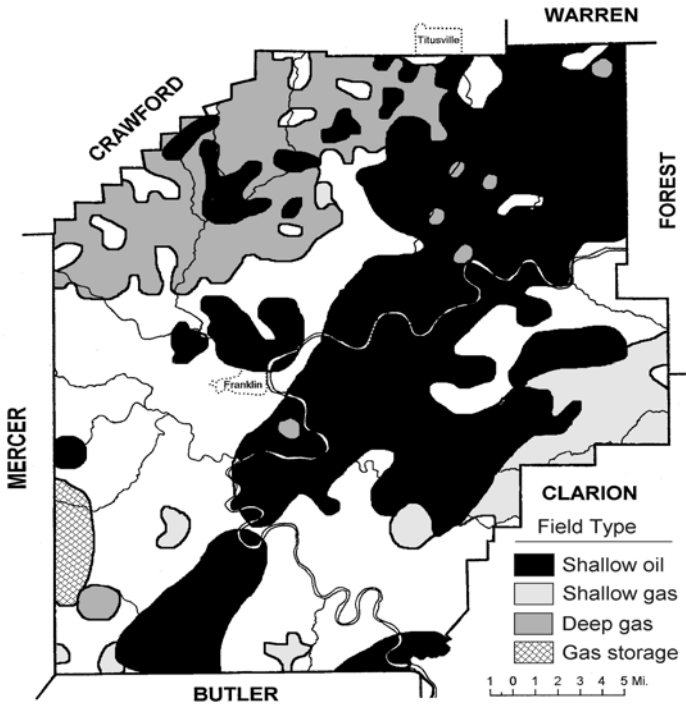 WARREN
Titusville
CRAWFORD
FOREST
Franklin
MERCER
CLARION
Field Type
Shallow oil
Shallow gas
Deep gas
Gas storage
1 0 1 2 3 4 5 Mi.
BUTLER